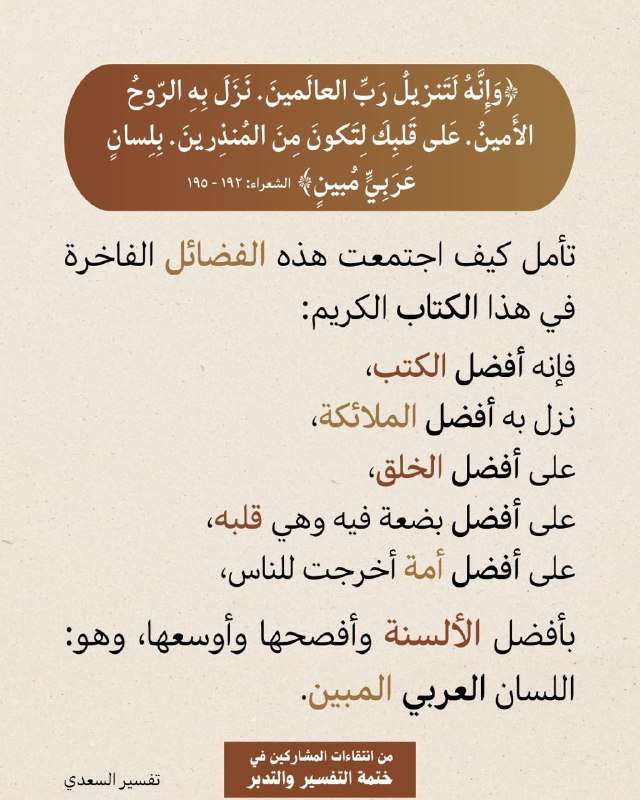 ﴿وَإِنَّهُ لَتَنزيلُ رَبِّ العالَمينَ. نَزَلَ بِهِ الرّوحُ
الأَمينُ. عَلى قَلبِكَ لِتَكونَ مِنَ المُنذِرينَ. بِلِسانٍ
عَرَبِيٍّ مُبينٍ﴾ الشعراء: ١٩٢ - ١٩٥
تأمل كيف اجتمعت هذه الفضائل الفاخرة
في هذا الكتاب الكريم:
فإنه أفضل الكتب،
نزل به أفضل الملائكة،
على أفضل الخلق،
على أفضل بضعة فيه وهي قلبه،
على أفضل أمة أخرجت للناس،
بأفضل الألسنة وأفصحها وأوسعها، وهو:
اللسان العربي المبين.
من انتقاءات المشاركين في
ختمة التفسير والتدبر
تفسير السعدي